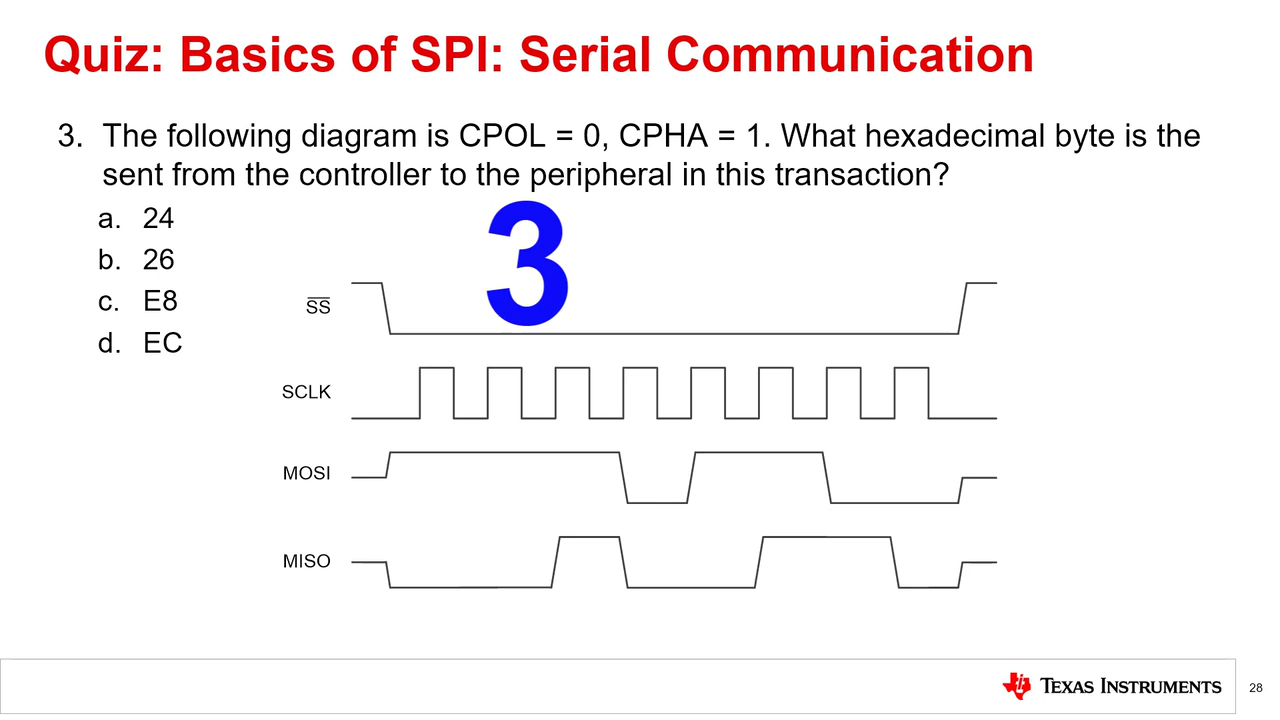 Quiz: Basics of SPI: Serial Communication
3. The following diagram is CPOL = 0, CPHA = 1. What hexadecimal byte is the
sent from the controller to the peripheral in this transaction?
a. 24
b. 26
c. E8
d. EC
3
SS
SCLK
MOSI
MISO
TEXAS INSTRUMENTS
28